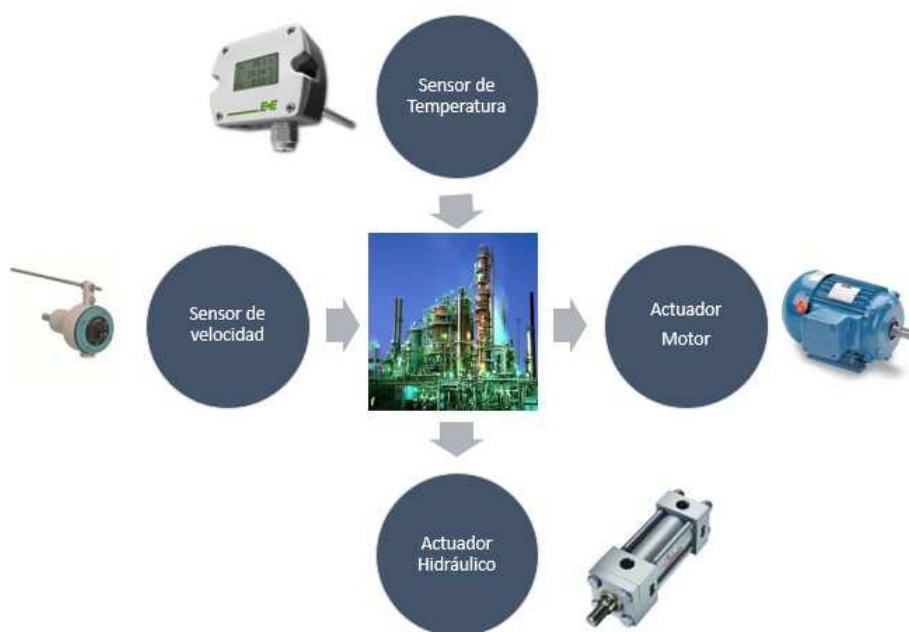 Sensor de
Temperatura
E+E
Sensor de
velocidad
Actuador
Motor
Actuador
Hidráulico